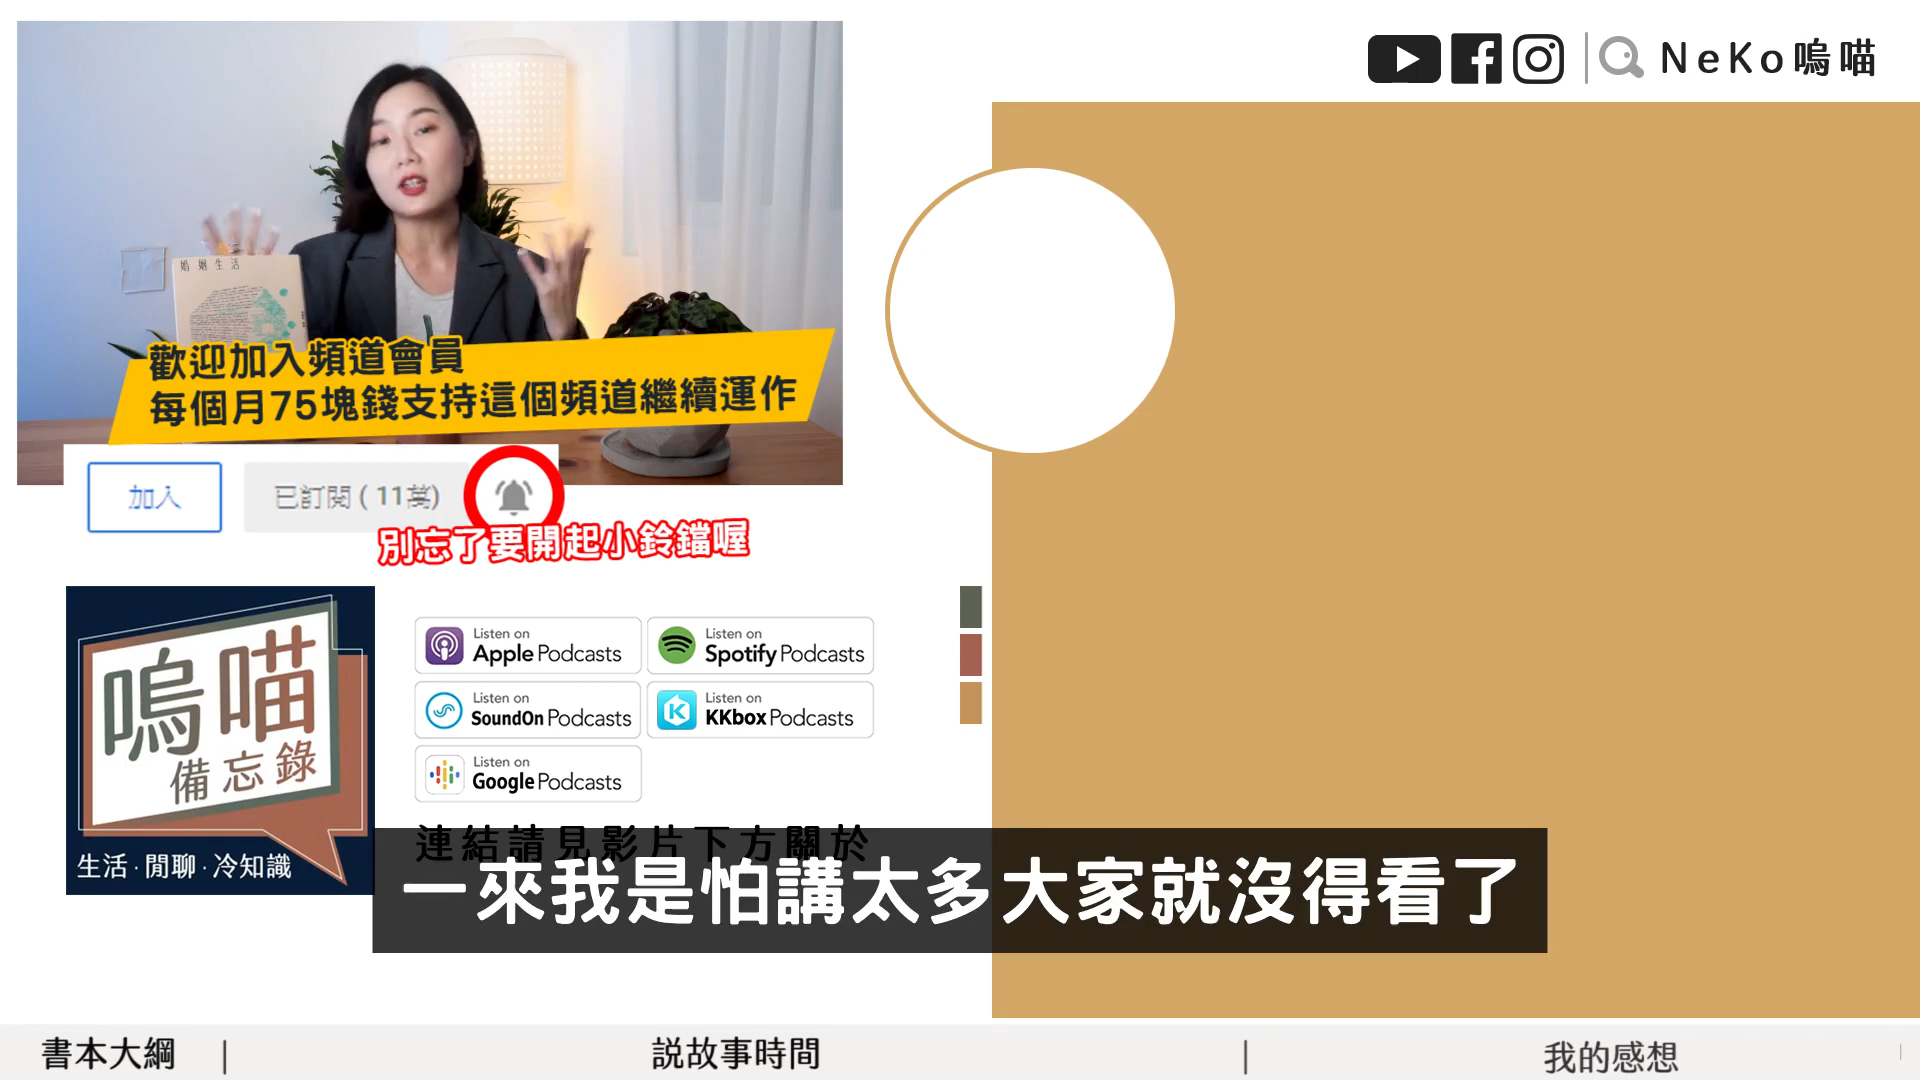 NeKo嗚喵
婚姻生活
歡迎加入頻道會員
每個月75塊錢支持這個頻道繼續運作
加入
已訂閱 ( 11萬)
別忘了要開起小鈴鐺喔
嗚喵
備忘錄
生活·閒聊·冷知識
Listen on
Apple Podcasts
Listen on
Spotify Podcasts
Listen on
SoundOn Podcasts
Listen on
KKbox Podcasts
Listen on
Google Podcasts
連結請見影片下方關於
一來我是怕講太多大家就沒得看了
書本大綱
說故事時間
我的感想